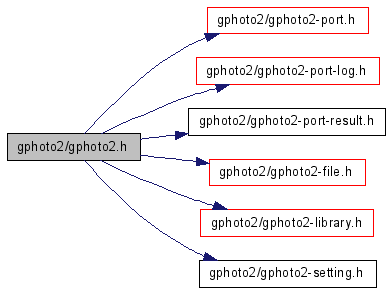 gphoto2/gphoto2-port.h
gphoto2/gphoto2-port-log.h
gphoto2/gphoto2-port-result.h
gphoto2/gphoto2.h
gphoto2/gphoto2-file.h
gphoto2/gphoto2-library.h
gphoto2/gphoto2-setting.h